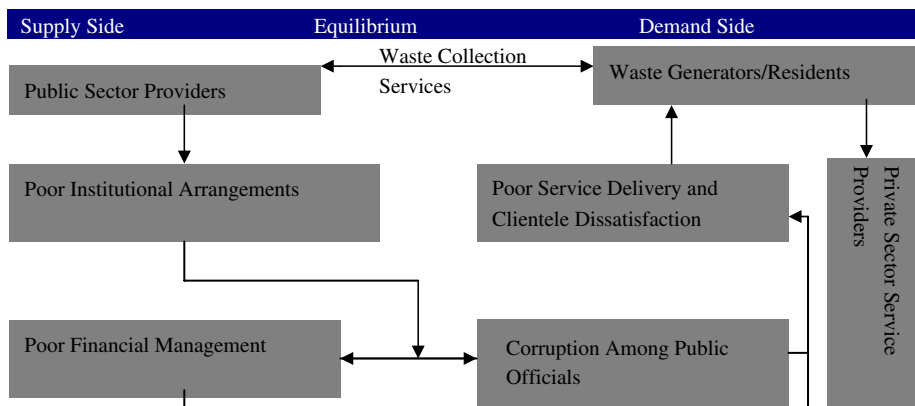 Supply Side Equilibrium Demand Side
Waste Collection
Services
Waste Generators/Residents
Public Sector Providers
Poor Institutional Arrangements
Poor Service Delivery and
Clientele Dissatisfaction
Private Sector Service
Providers
Poor Financial Management
Corruption Among Public
Officials